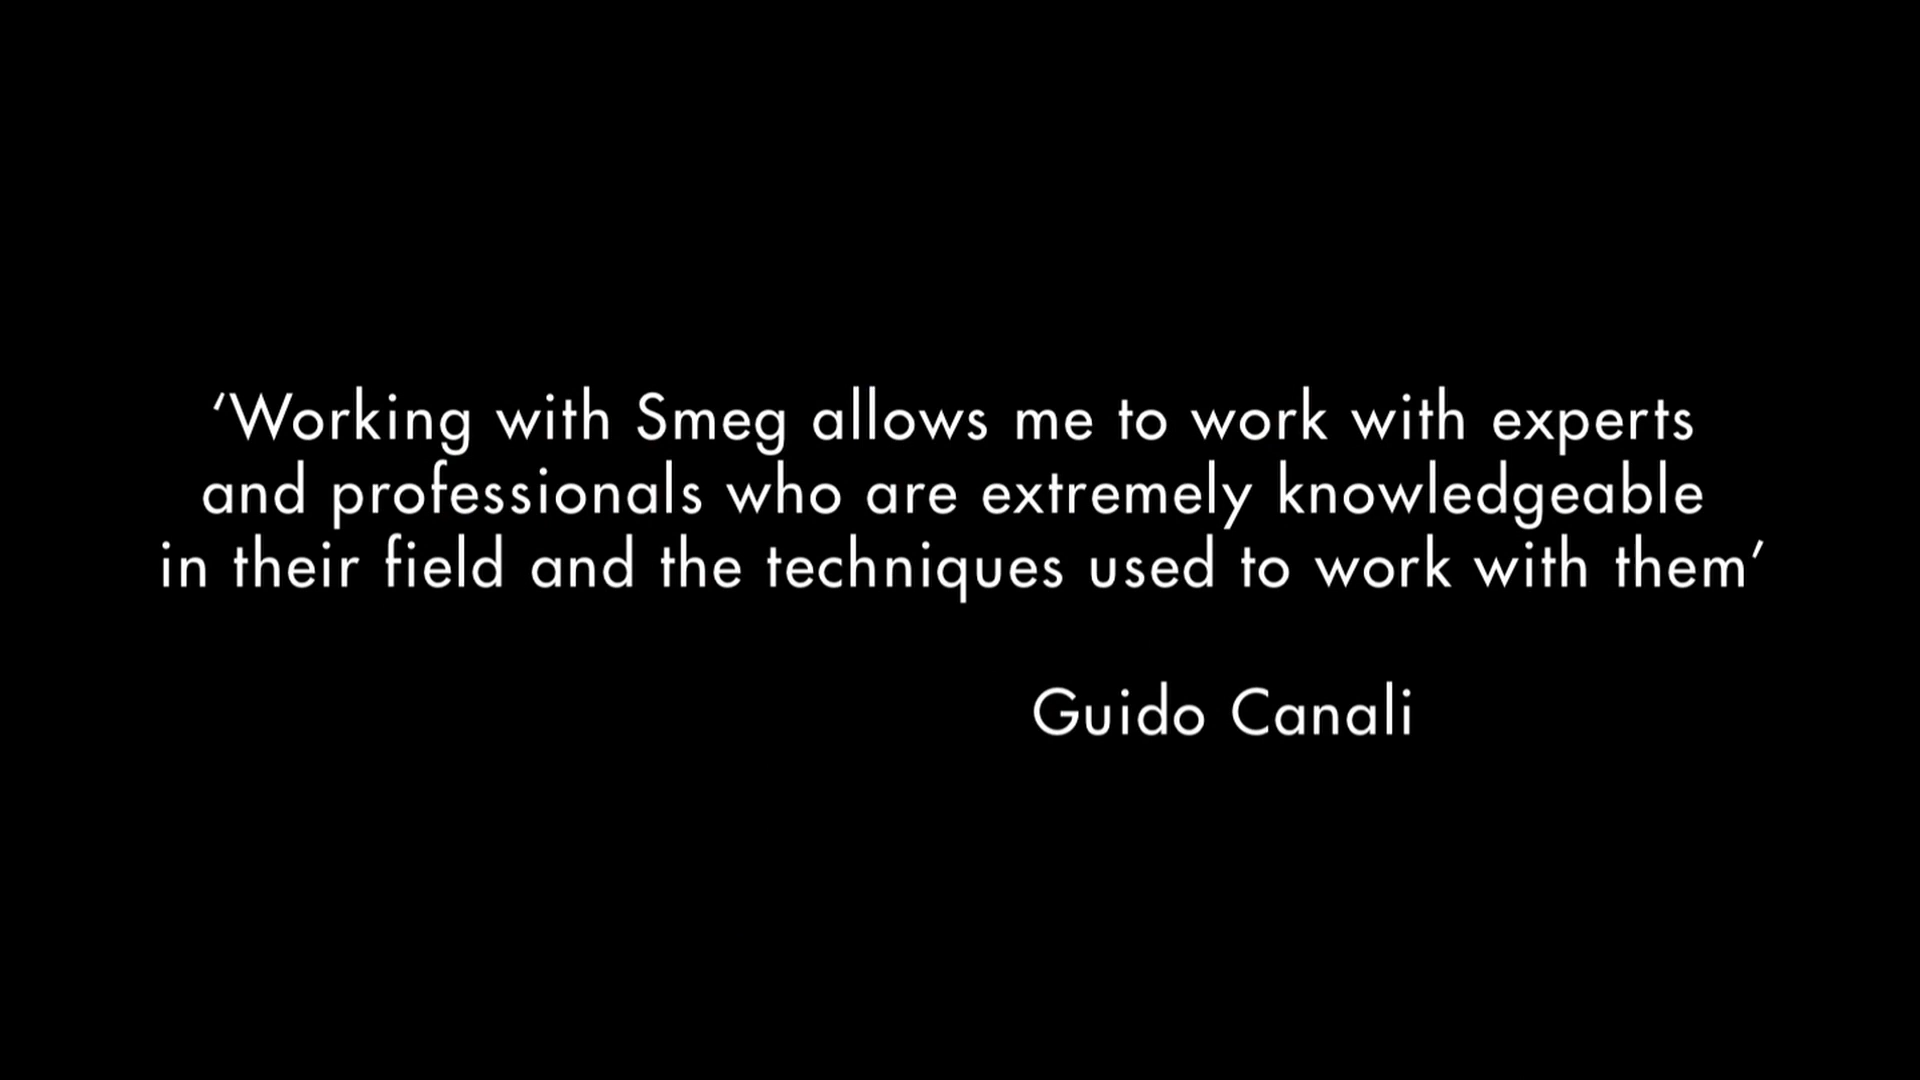 ‘Working with Smeg allows me to work with experts
and professionals who are extremely knowledgeable
in their field and the techniques used to work with them’
Guido Canali